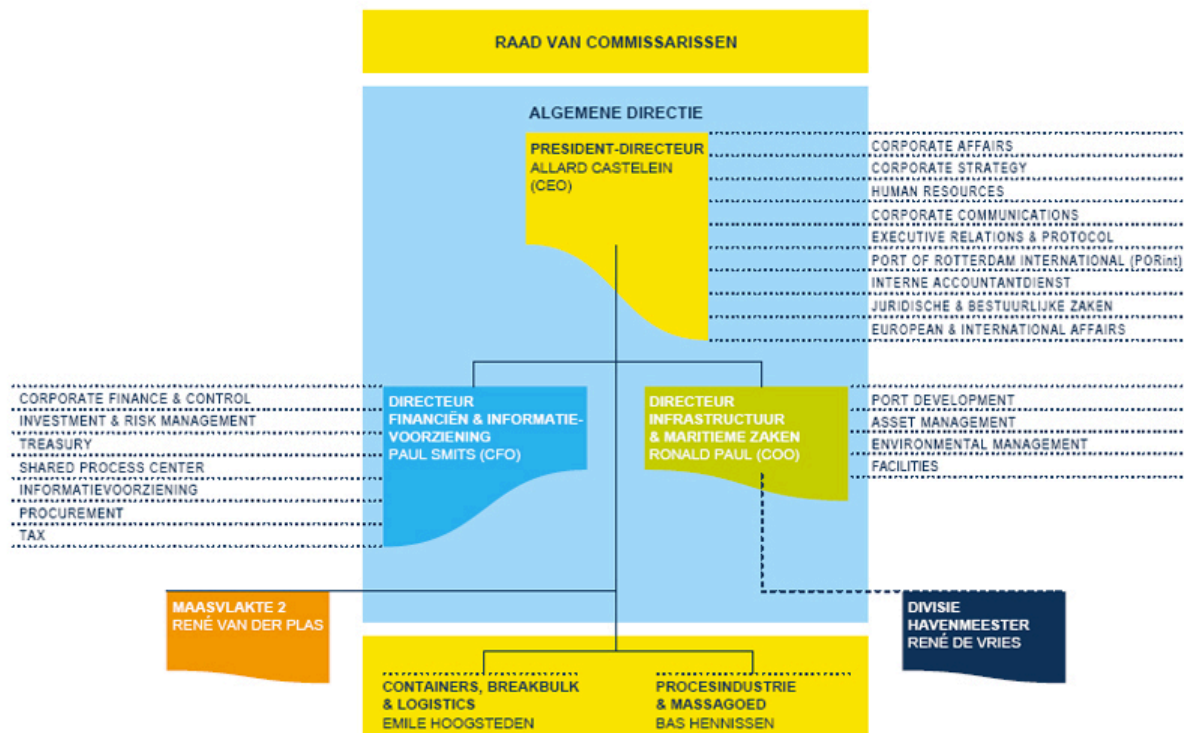 RAAD VAN COMMISSARISSEN
ALGEMENE DIRECTIE
PRESIDENT-DIRECTEUR
ALLARD CASTELEIN
(CEO)
CORPORATE AFFAIRS
CORPORATE STRATEGY
HUMAN RESOURCES
CORPORATE COMMUNICATIONS
EXECUTIVE RELATIONS & PROTOCOL
PORT OF ROTTERDAM INTERNATIONAL (PORint)
INTERNE ACCOUNTANTDIENST
JURIDISCHE & BESTUURLIJKE ZAKEN
EUROPEAN & INTERNATIONAL AFFAIRS
CORPORATE FINANCE & CONTROL
INVESTMENT & RISK MANAGEMENT
TREASURY
SHARED PROCESS CENTER
INFORMATIEVOORZIENING
PROCUREMENT
TAX
DIRECTEUR
FINANCIËN & INFORMATIE-
VOORZIENING
PAUL SMITS (CFO)
DIRECTEUR
INFRASTRUCTUUR
& MARITIEME ZAKEN
RONALD PAUL (COO)
PORT DEVELOPMENT
ASSET MANAGEMENT
ENVIRONMENTAL MANAGEMENT
FACILITIES
MAASVLAKTE 2
RENÉ VAN DER PLAS
DIVISIE
HAVENMEESTER
RENÉ DE VRIES
CONTAINERS, BREAKBULK
& LOGISTICS
EMILE HOOGSTEDEN
PROCESINDUSTRIE
& MASSAGOED
BAS HENNISSEN